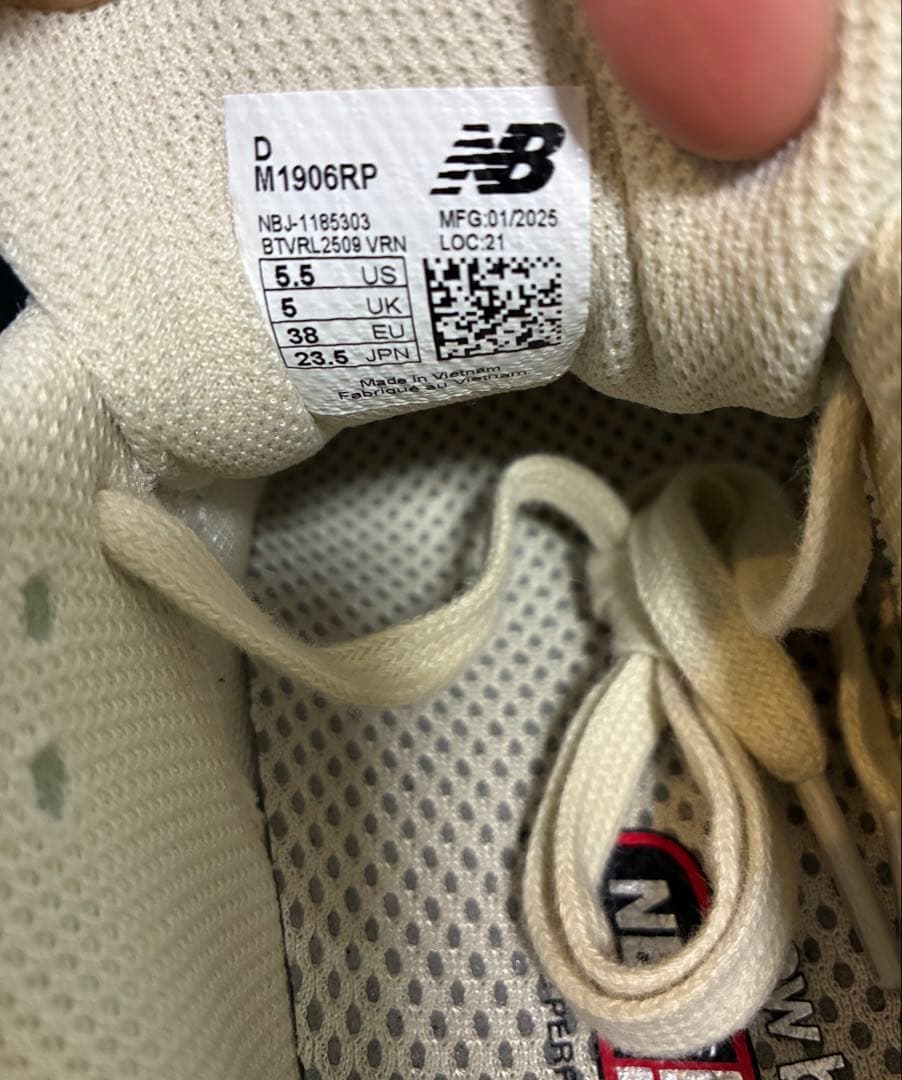 D
M1906RP
NB
NBJ-1185303
BTVRL2509 VRN
MFG:01/2025
LOC:21
5.5 US
5 UK
38 EU
23.5 JPN
Made in Vietnam
Fabriqué au Vietnam